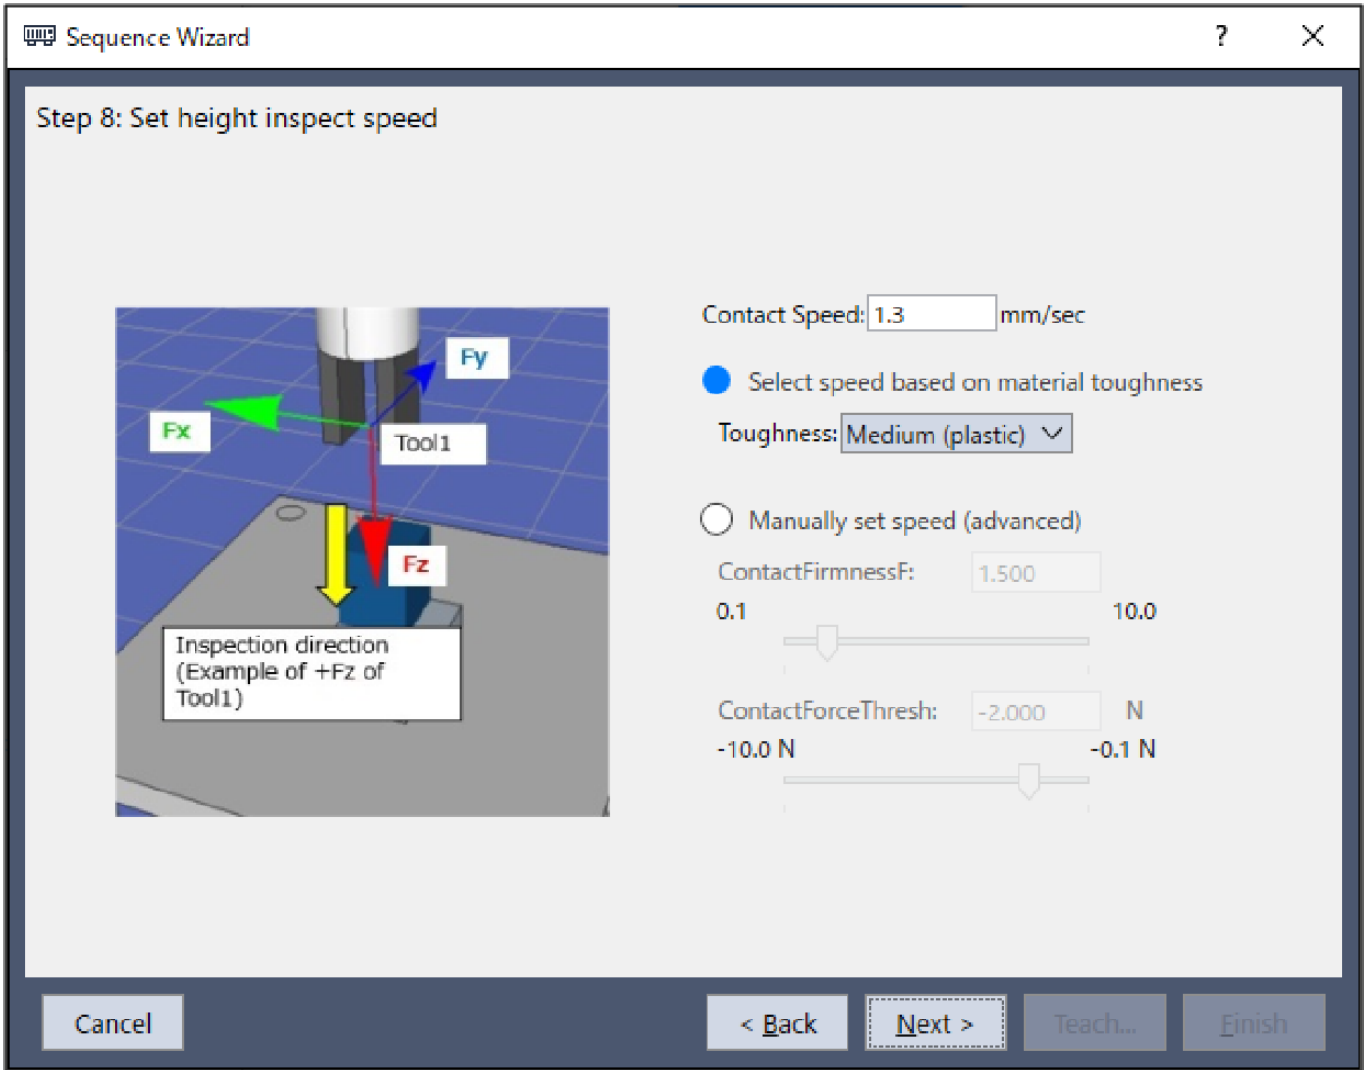 Sequence Wizard
?
Step 8: Set height inspect speed
Fy
Fx
Tool1
Fz
Inspection direction
(Example of +Fz of
Tool1)
Contact Speed: 1.3 mm/sec
Select speed based on material toughness
Toughness: Medium (plastic)
Manually set speed (advanced)
ContactFirmnessF: 1.500
0.1 10.0
ContactForceThresh: -2.000 N
-10.0 N -0.1 N
Cancel
< Back
Next >
Teach...
Finish